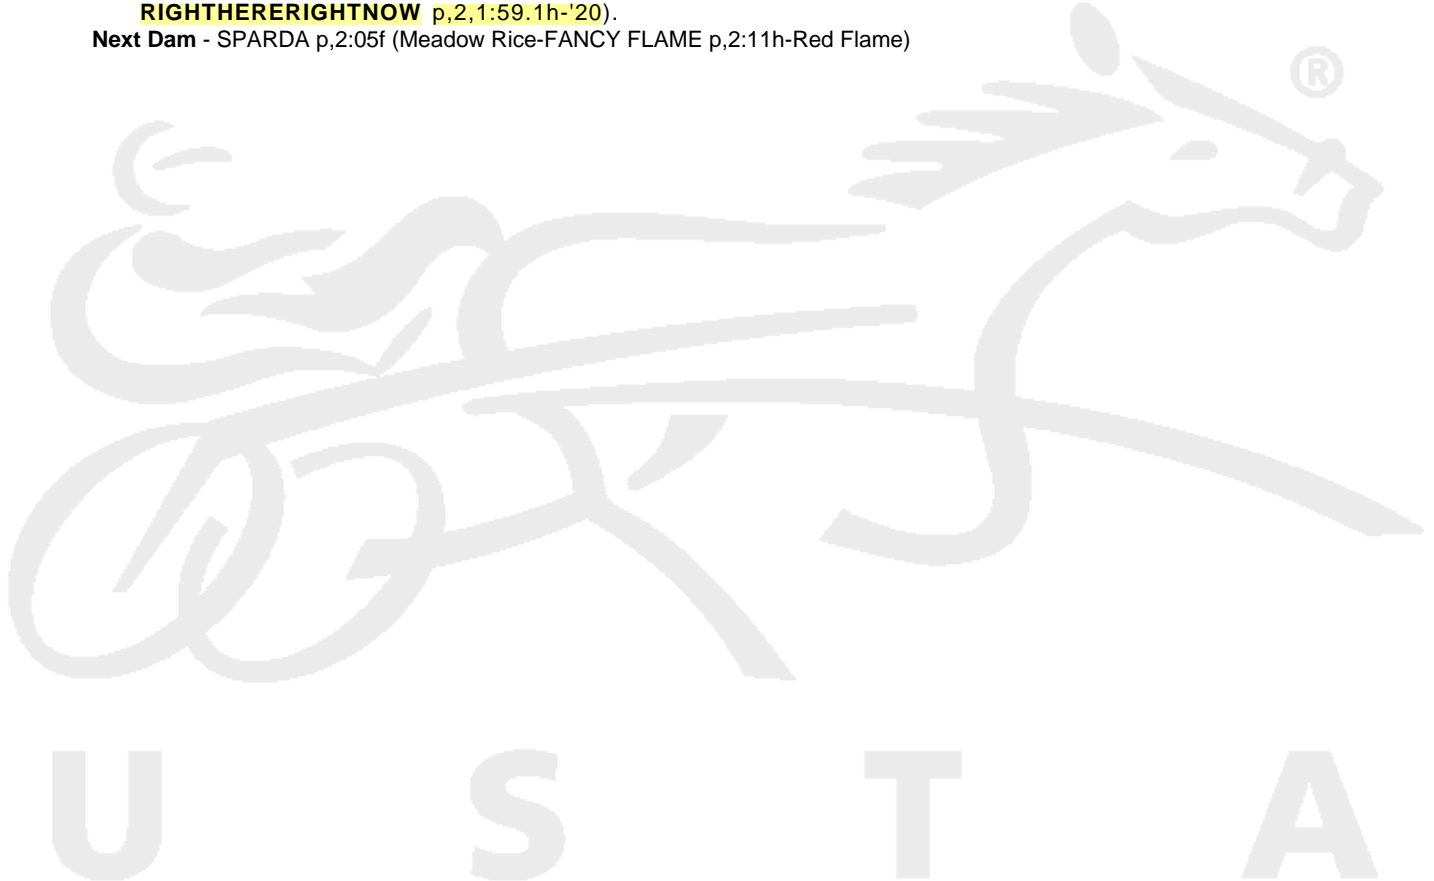 RIGHTHERERIGHTNOW p,2,1:59.1h-'20).
Next Dam - SPARDA p,2:05f (Meadow Rice-FANCY FLAME p,2:11h-Red Flame)
®
U S T A